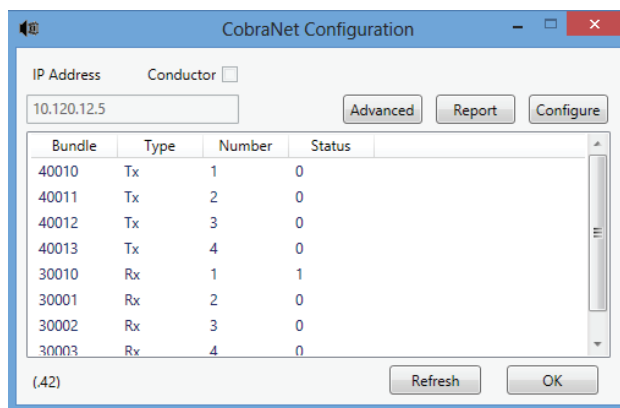 CobraNet Configuration
IP Address Conductor
10.120.12.5 Advanced Report Configure
Bundle Type Number Status
40010 Tx 1 0
40011 Tx 2 0
40012 Tx 3 0
40013 Tx 4 0
30010 Rx 1 1
30001 Rx 2 0
30002 Rx 3 0
30003 Rx 4 0
(.42) Refresh OK